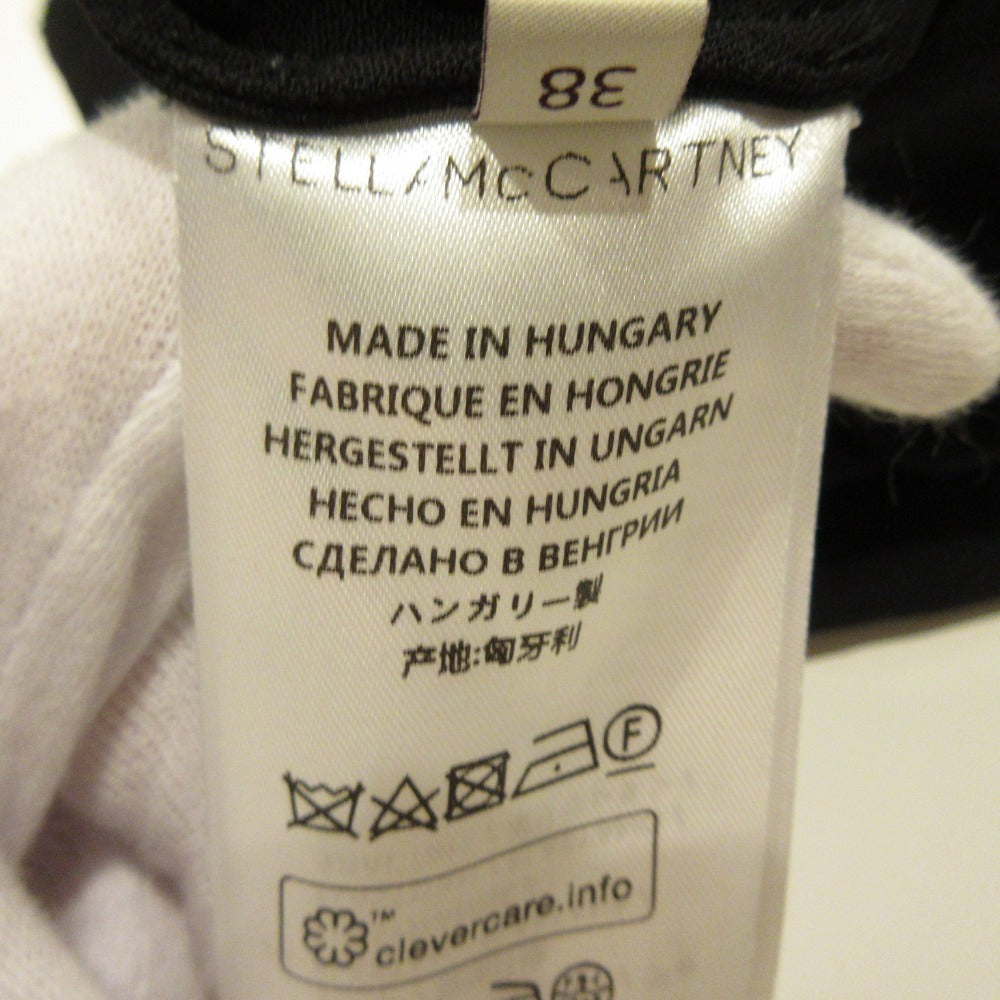 38
STELLA McCARTNEY
MADE IN HUNGARY
FABRIQUE EN HONGRIE
HERGESTELLT IN UNGARN
HECHO EN HUNGRIA
СДЕЛАНО В ВЕНГРИИ
ハンガリー製
产地:匈牙利
F
™
clevercare.info